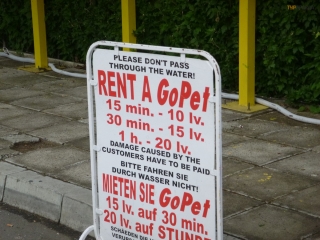 PLEASE DON'T PASS
THROUGH THE WATER!
RENT A GoPet
15 min. - 10 lv.
30 min. - 15 lv.
1 h. - 20 lv.
DAMAGE CAUSED BY THE
CUSTOMERS HAVE TO BE PAID
BITTE FAHREN SIE
DURCH WASSER NICHT!
MIETEN SIE GoPet
15 lv. auf 30 min.
20 lv. auf STUND
SCHAEDEN